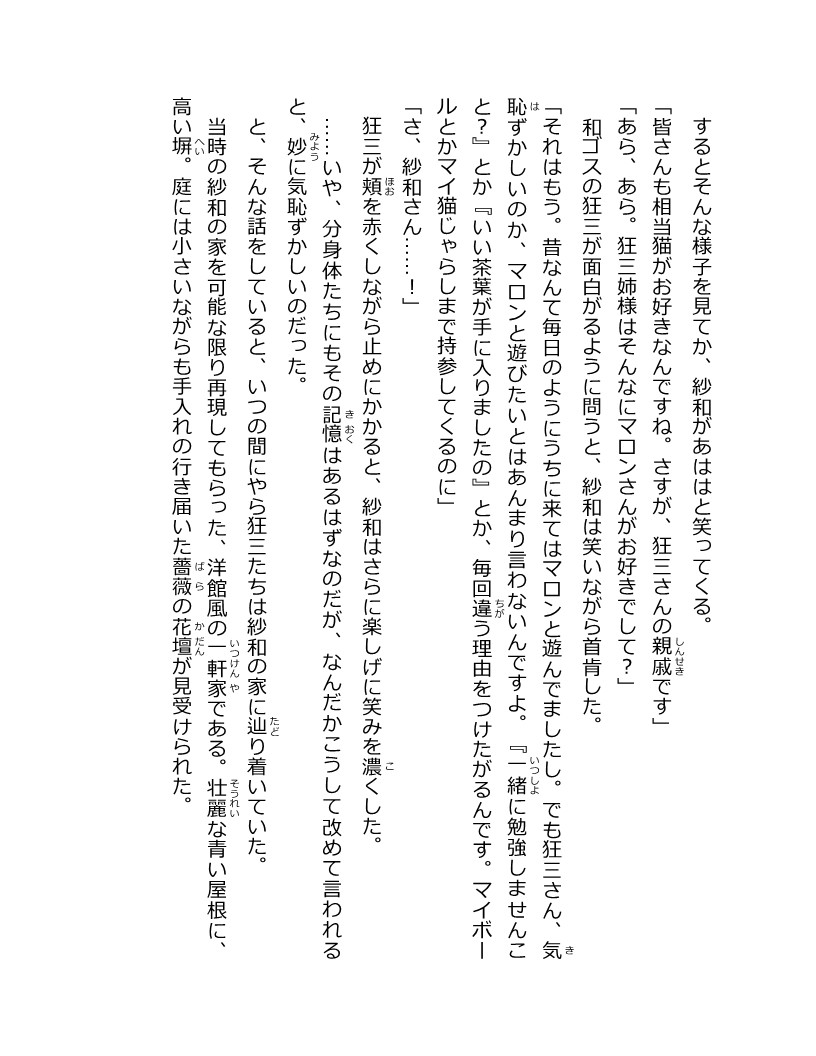 するとそんな様子を見てか、紗和があははと笑ってくる。
「皆さんも相当猫がお好きなんですね。さすが、狂三さんの親戚です」
「あら、あら。狂三姉様はそんなにマロンさんがお好きでして?」
和ゴスの狂三が面白がるように問うと、紗和は笑いながら首肯した。
「それはもう。昔なんて毎日のようにうちに来てはマロンと遊んでましたし。でも狂三さん、気
恥ずかしいのか、マロンと遊びたいとはあんまり言わないんですよ。『一緒に勉強しませんこ
と?』とか『いい茶葉が手に入りましたの』とか、毎回違う理由をつけたがるんです。マイボー
ルとかマイ猫じゃらしまで持参してくるのに」
「さ、紗和さん……!」
狂三が頬を赤くしながら止めにかかると、紗和はさらに楽しげに笑みを濃くした。
……いや、分身体たちにもその記憶はあるはずなのだが、なんだかこうして改めて言われる
と、妙に気恥ずかしいのだった。
と、そんな話をしていると、いつの間にやら狂三たちは紗和の家に辿り着いていた。
当時の紗和の家を可能な限り再現してもらった、洋館風の一軒家である。壮麗な青い屋根に、
高い塀。庭には小さいながらも手入れの行き届いた薔薇の花壇が見受けられた。